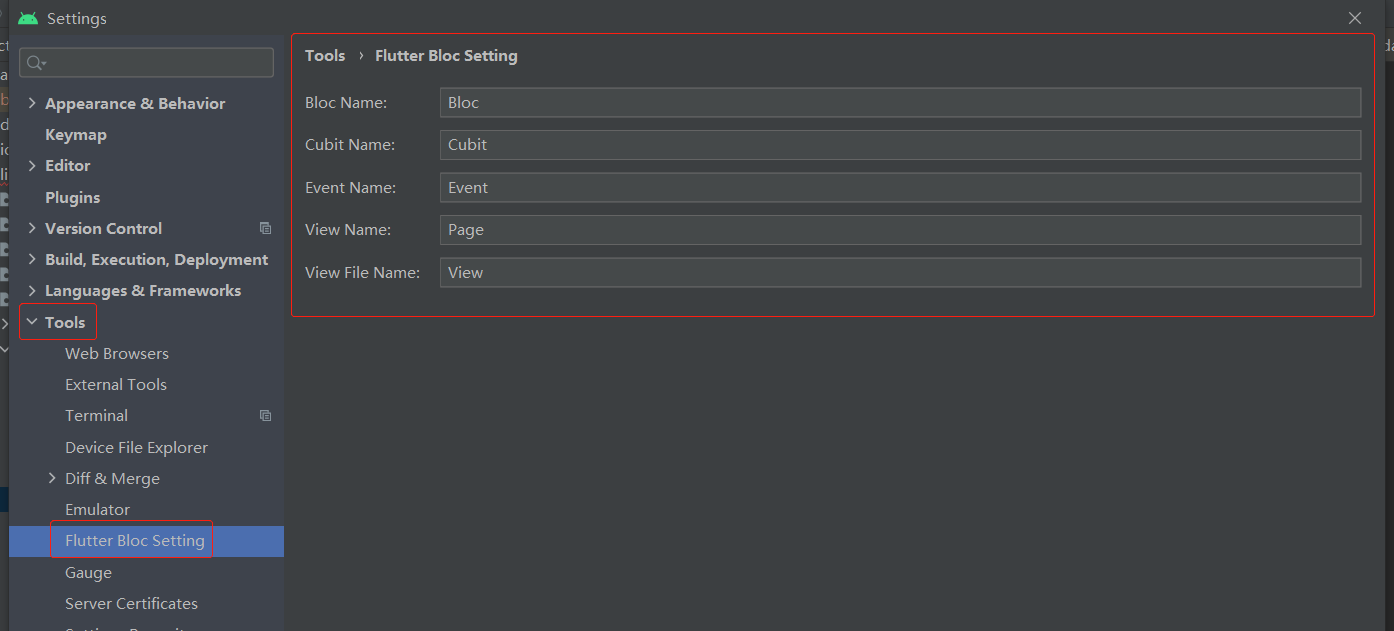 Settings
Appearance & Behavior
Keymap
Editor
Plugins
Version Control
Build, Execution, Deployment
Languages & Frameworks
Tools
Web Browsers
External Tools
Terminal
Device File Explorer
Diff & Merge
Emulator
Flutter Bloc Setting
Gauge
Server Certificates
Tools › Flutter Bloc Setting
Bloc Name: Bloc
Cubit Name: Cubit
Event Name: Event
View Name: Page
View File Name: View